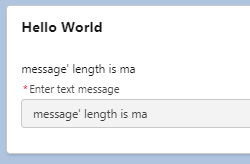 Hello World
message' length is ma
*Enter text message
message' length is ma